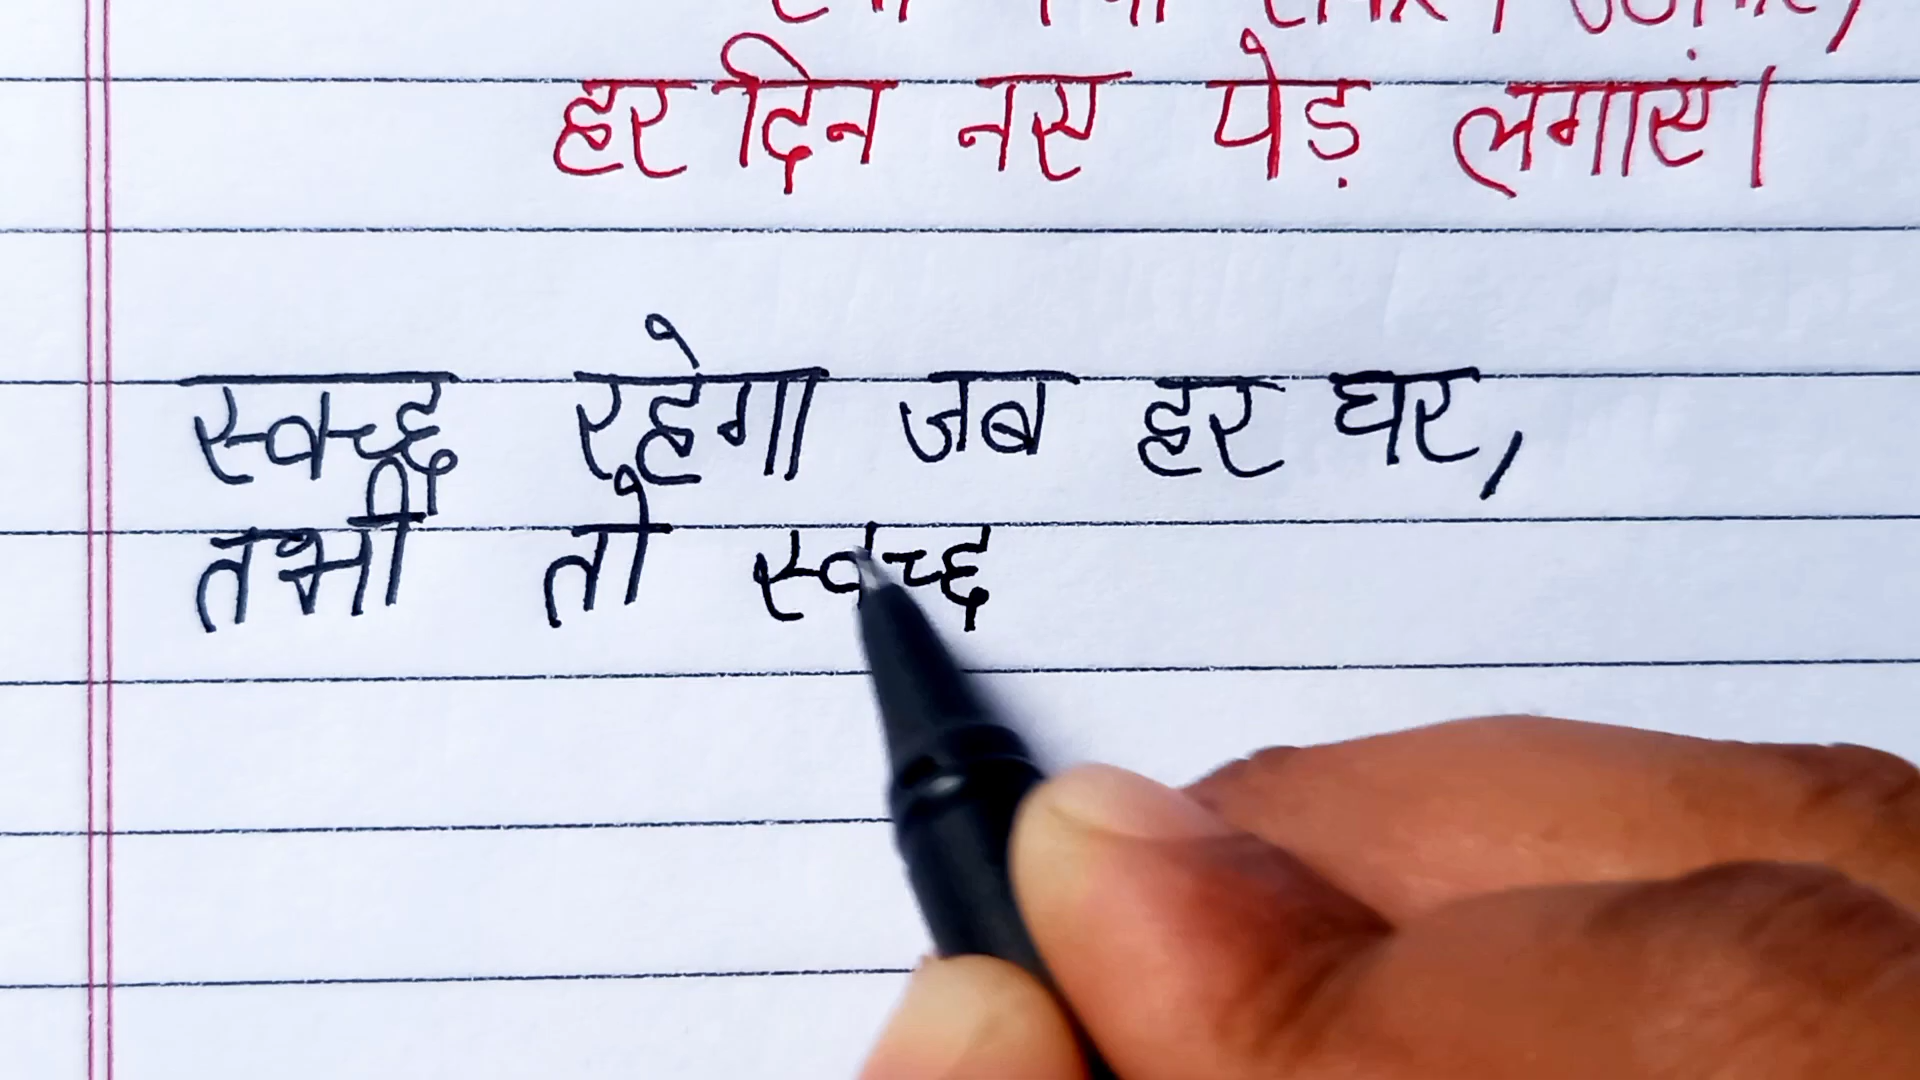 हर दिन नए पेड़ लगाएं।
स्वच्छ रहेगा जब हर घर,
तभी तो स्वच्छ